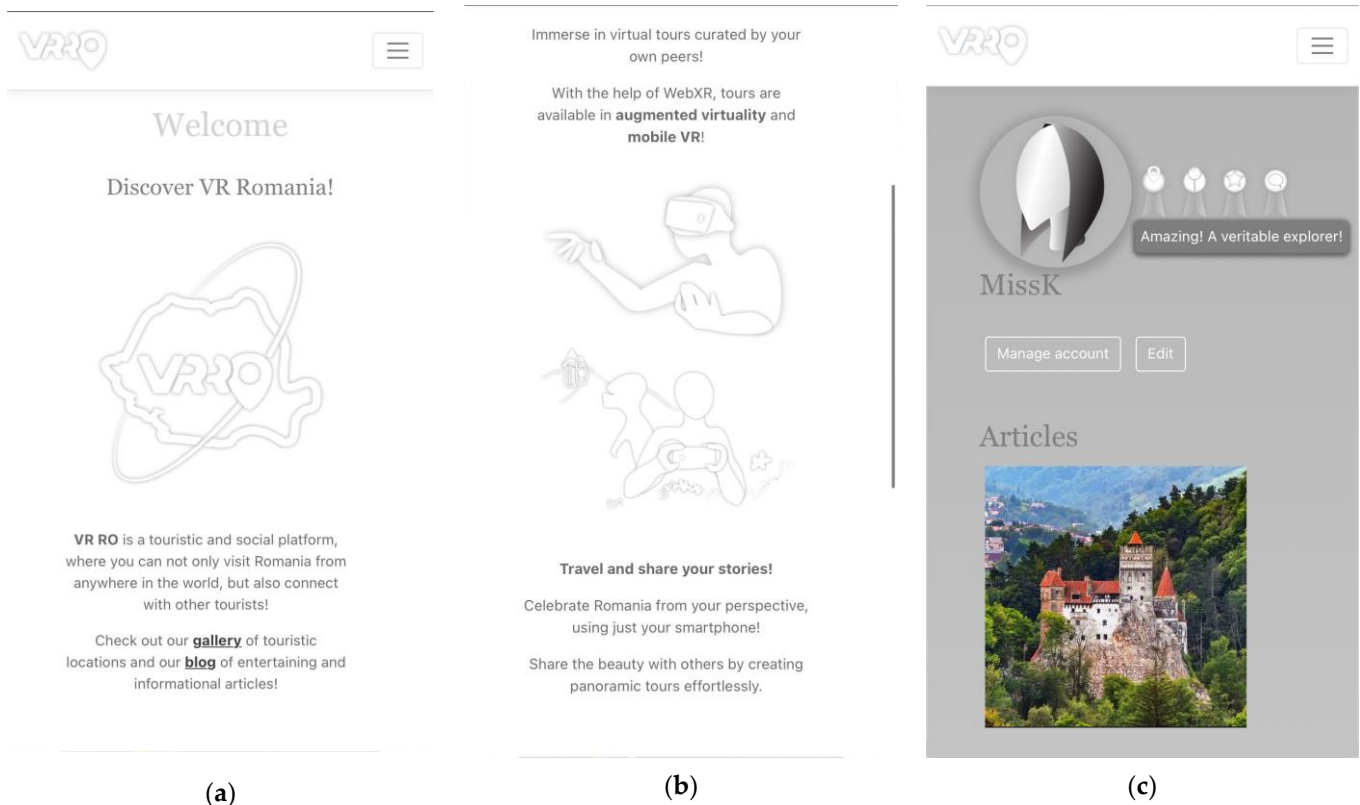 VRRO
Welcome
Discover VR Romania!
VRRO
VR RO is a touristic and social platform,
where you can not only visit Romania from
anywhere in the world, but also connect
with other tourists!
Check out our gallery of touristic
locations and our blog of entertaining and
informational articles!
(a)
Immerse in virtual tours curated by your
own peers!
With the help of WebXR, tours are
available in augmented virtuality and
mobile VR!
Travel and share your stories!
Celebrate Romania from your perspective,
using just your smartphone!
Share the beauty with others by creating
panoramic tours effortlessly.
(b)
VRRO
Amazing! A veritable explorer!
MissK
Manage account
Edit
Articles
(c)